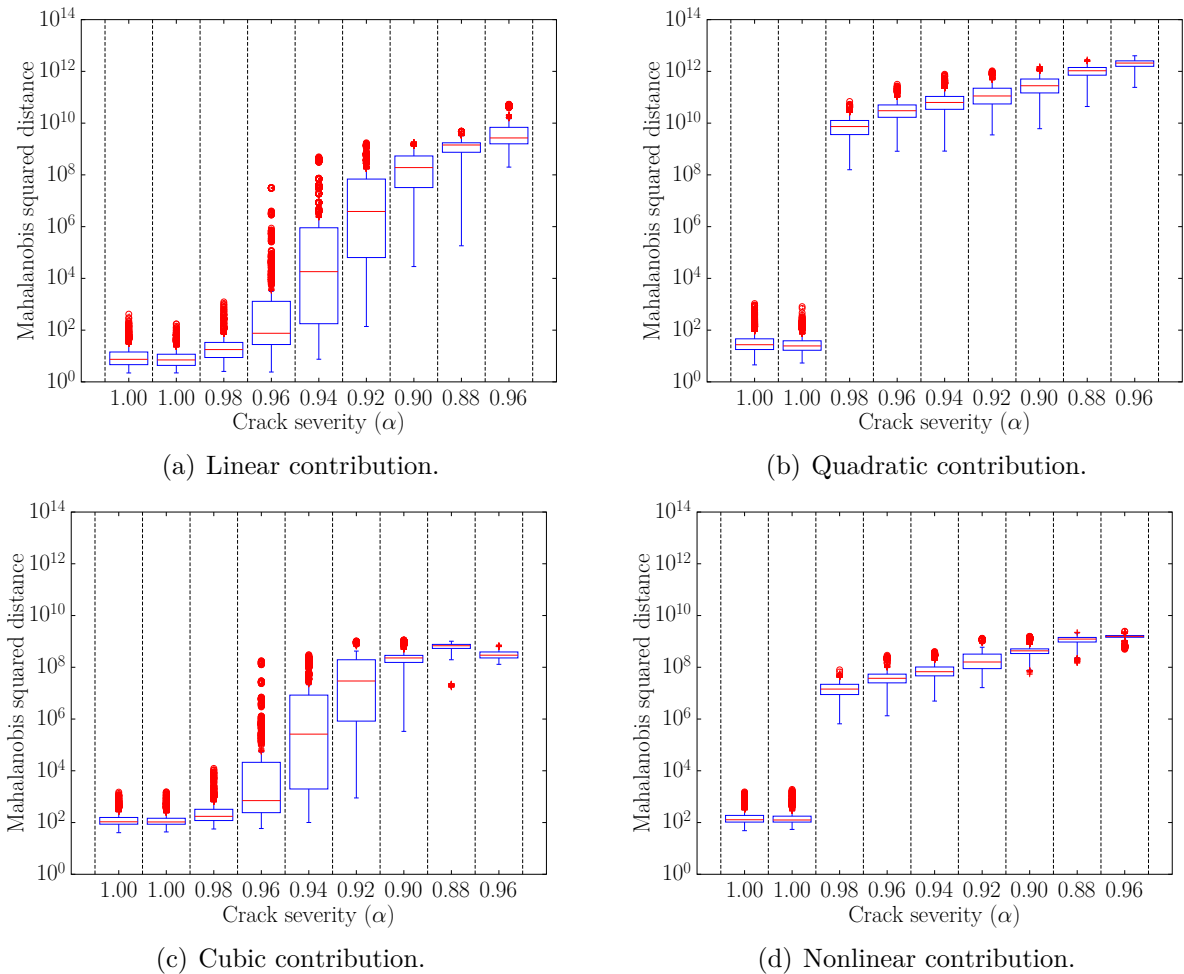 Mahalanobis squared distance
10^14
10^12
10^10
10^8
10^6
10^4
10^2
10^0
1.00 1.00 0.98 0.96 0.94 0.92 0.90 0.88 0.96
Crack severity (α)
(a) Linear contribution.
Mahalanobis squared distance
10^14
10^12
10^10
10^8
10^6
10^4
10^2
10^0
1.00 1.00 0.98 0.96 0.94 0.92 0.90 0.88 0.96
Crack severity (α)
(b) Quadratic contribution.
Mahalanobis squared distance
10^14
10^12
10^10
10^8
10^6
10^4
10^2
10^0
1.00 1.00 0.98 0.96 0.94 0.92 0.90 0.88 0.96
Crack severity (α)
(c) Cubic contribution.
Mahalanobis squared distance
10^14
10^12
10^10
10^8
10^6
10^4
10^2
10^0
1.00 1.00 0.98 0.96 0.94 0.92 0.90 0.88 0.96
Crack severity (α)
(d) Nonlinear contribution.